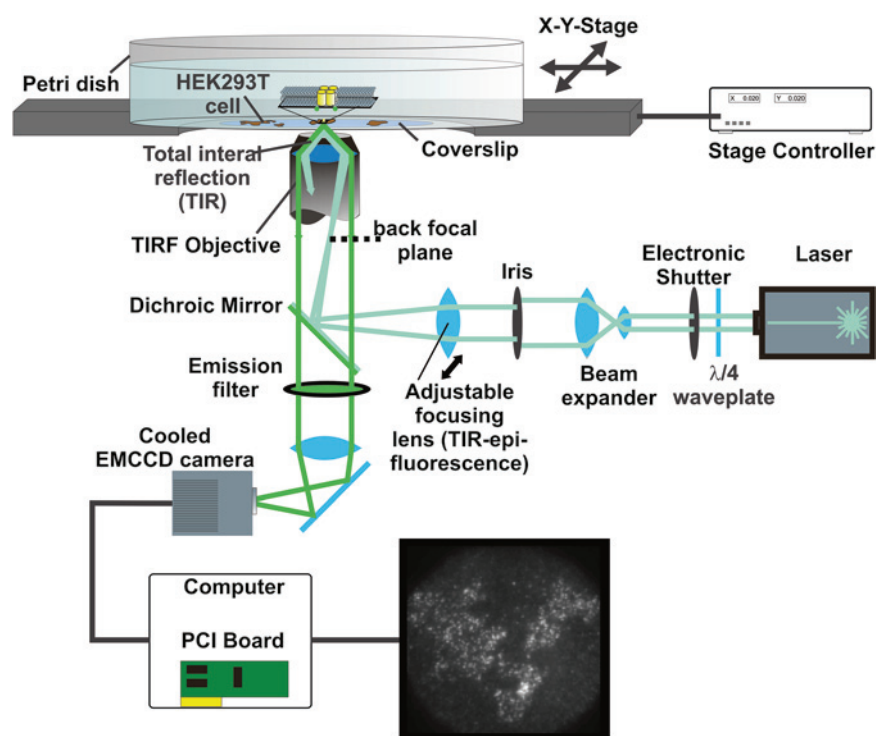 X-Y-Stage
Petri dish
HEK293T
cell
X 0.020
Y 0.020
Stage Controller
Coverslip
Total interal
reflection
(TIR)
TIRF Objective
back focal
plane
Dichroic Mirror
Iris
Electronic
Shutter
Laser
Emission
filter
Adjustable
focusing
lens (TIR-epi-
fluorescence)
Beam
expander
λ/4
waveplate
Cooled
EMCCD camera
Computer
PCI Board